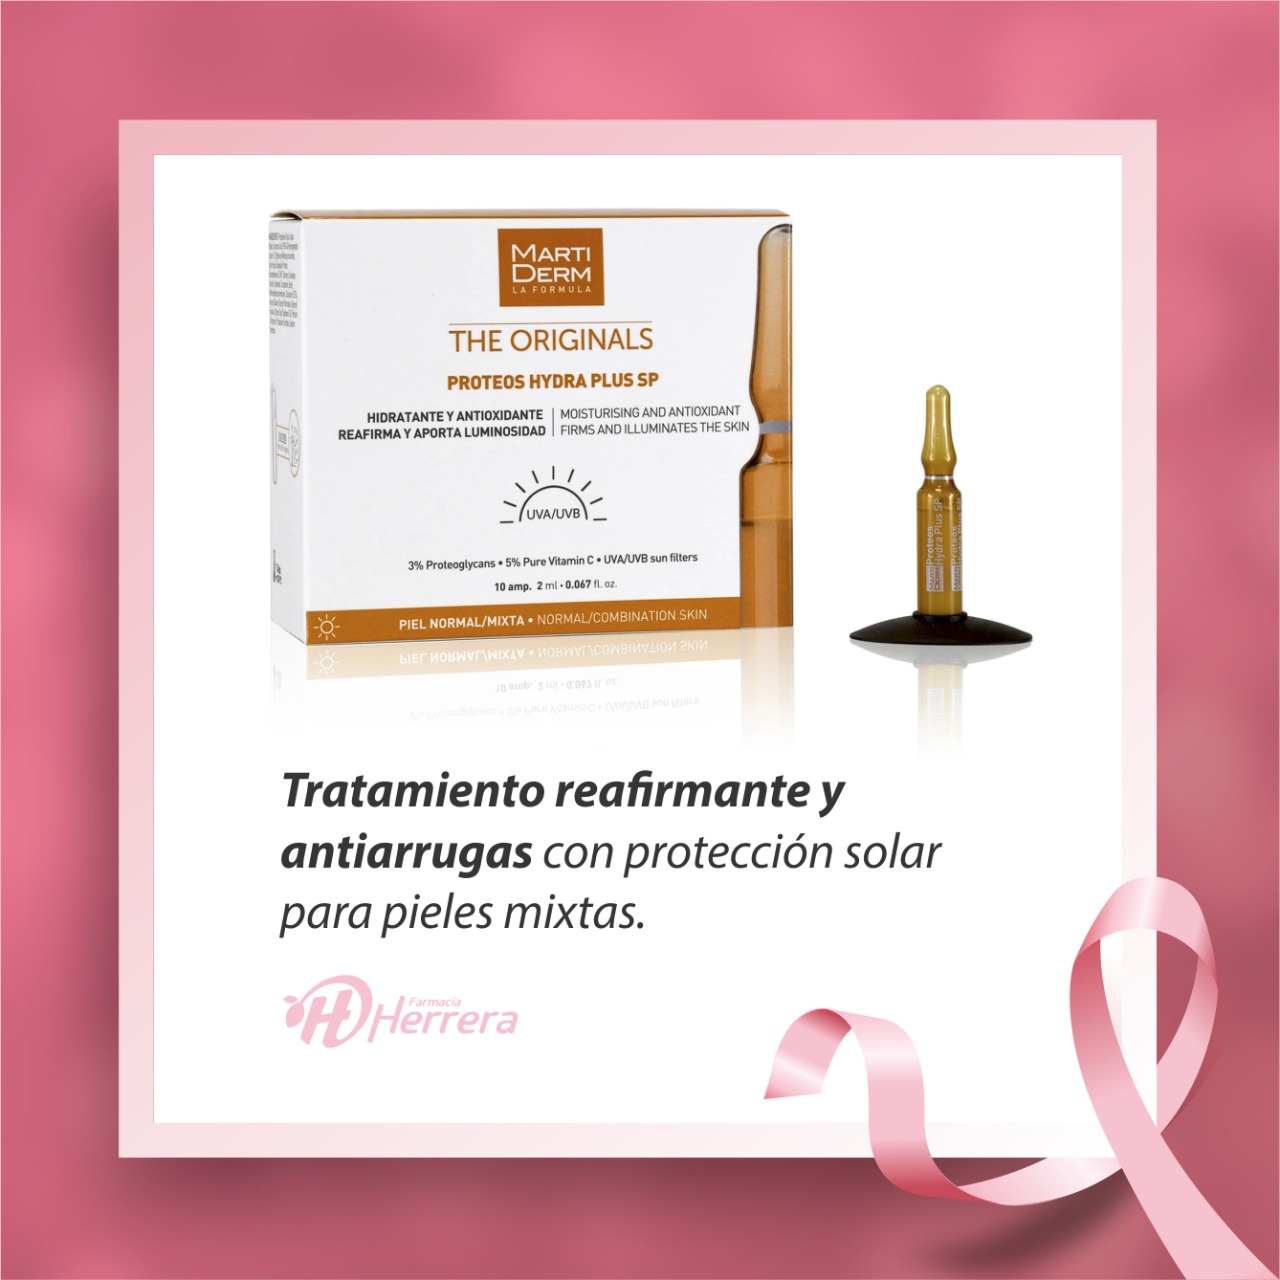 MARTI
DERM
LA FORMULA
THE ORIGINALS
PROTEOS HYDRA PLUS SP
HIDRATANTE Y ANTIOXIDANTE
REAFIRMA Y APORTA LUMINOSIDAD
MOISTURISING AND ANTIOXIDANT
FIRMS AND ILLUMINATES THE SKIN
UVA/UVB
3% Proteoglycans • 5% Pure Vitamin C • UVA/UVB sun filters
10 amp. 2 ml • 0.067 fl. oz.
PIEL NORMAL/MIXTA • NORMAL/COMBINATION SKIN
MARTI
DERM
Proteos
Hydra Plus SP
Tratamiento reafirmante y
antiarrugas con protección solar
para pieles mixtas.
Farmacia
Herrera